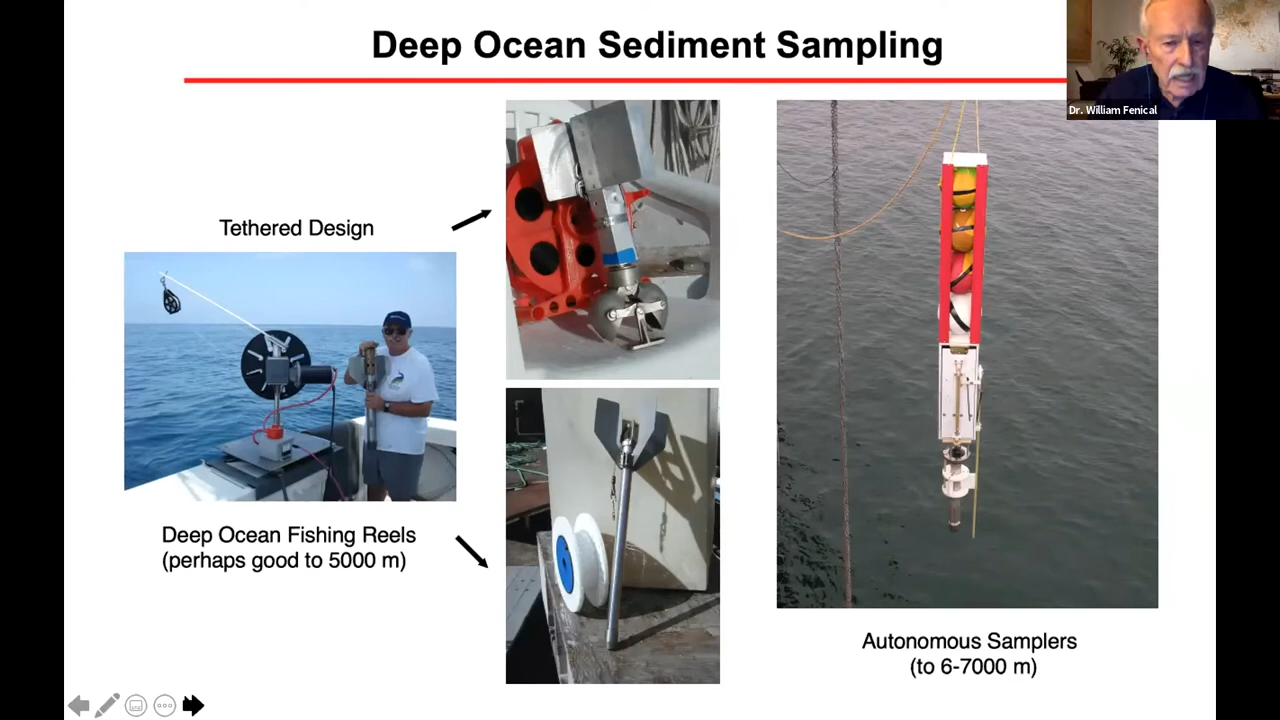 Deep Ocean Sediment Sampling
Dr. William Fenical
Tethered Design
Deep Ocean Fishing Reels
(perhaps good to 5000 m)
Autonomous Samplers
(to 6-7000 m)